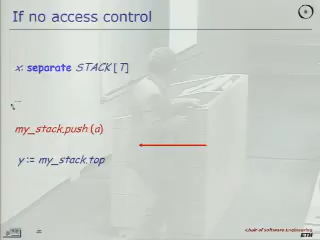 If no access control
x: separate STACK [T]
...
my_stack.push (a)
y := my_stack.top
Chair of Software Engineering
ETH